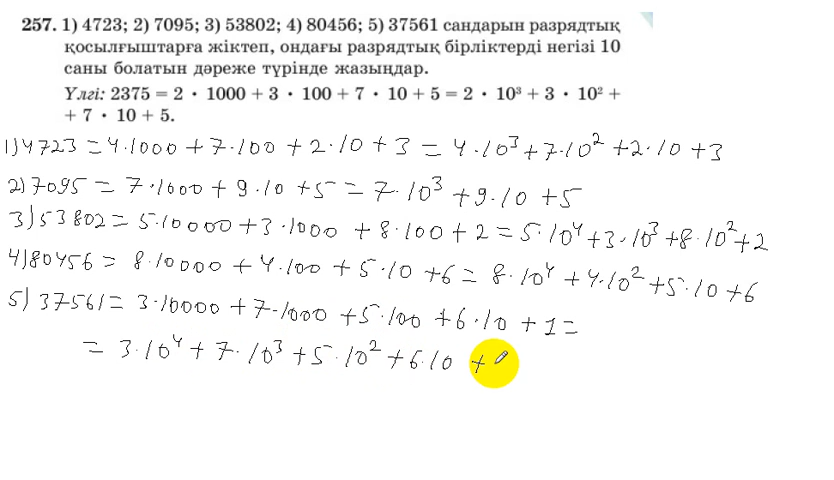 257. 1) 4723; 2) 7095; 3) 53802; 4) 80456; 5) 37561 сандарын разрядтық
қосылғыштарға жіктеп, ондағы разрядтық бірліктерді негізі 10
саны болатын дәреже түрінде жазыңдар.
Үлгі: 2375 = 2 · 1000 + 3 · 100 + 7 · 10 + 5 = 2 · 10³ + 3 · 10² +
+ 7 · 10 + 5.
1) 4723 = 4·1000 + 7·100 + 2·10 + 3 = 4·10³ + 7·10² + 2·10 + 3
2) 7095 = 7·1000 + 9·10 + 5 = 7·10³ + 9·10 + 5
3) 53802 = 5·10000 + 3·1000 + 8·100 + 2 = 5·10⁴ + 3·10³ + 8·10² + 2
4) 80456 = 8·10000 + 4·100 + 5·10 + 6 = 8·10⁴ + 4·10² + 5·10 + 6
5) 37561 = 3·10000 + 7·1000 + 5·100 + 6·10 + 1 =
= 3·10⁴ + 7·10³ + 5·10² + 6·10 +